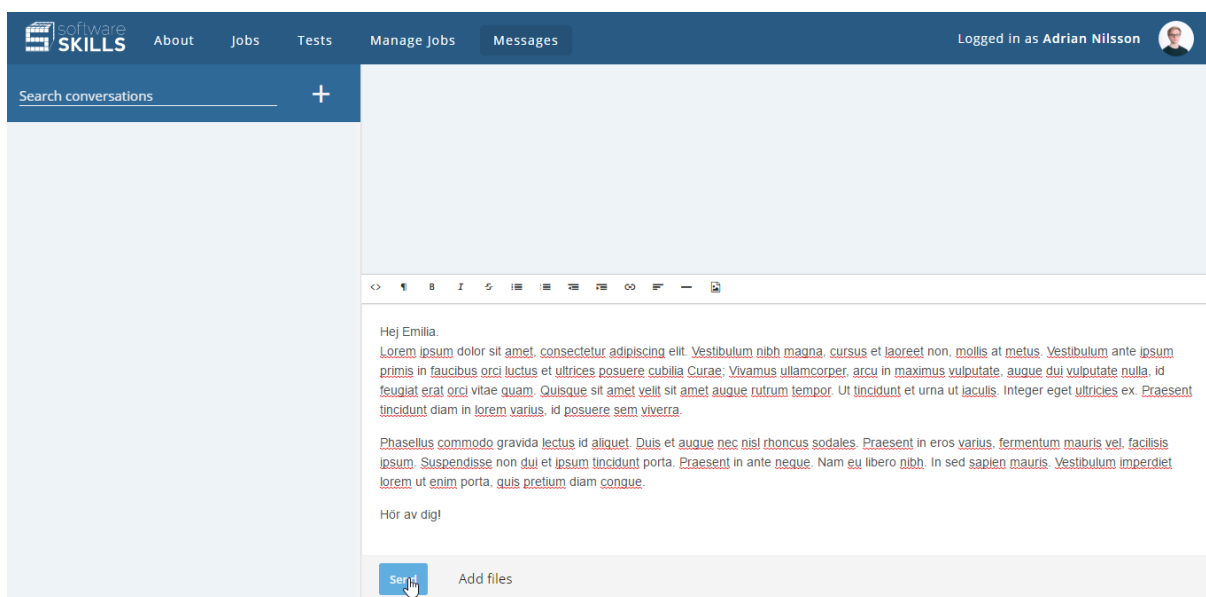 software
SKILLS
About Jobs Tests Manage Jobs Messages
Logged in as Adrian Nilsson
Search conversations
Hej Emilia.
Lorem ipsum dolor sit amet, consectetur adipiscing elit. Vestibulum nibh magna, cursus et laoreet non, mollis at metus. Vestibulum ante ipsum
primis in faucibus orci luctus et ultrices posuere cubilia Curae; Vivamus ullamcorper, arcu in maximus vulputate, augue dui vulputate nulla, id
feugiat erat orci vitae quam. Quisque sit amet velit sit amet augue rutrum tempor. Ut tincidunt et urna ut iaculis. Integer eget ultricies ex. Praesent
tincidunt diam in lorem varius, id posuere sem viverra.
Phasellus commodo gravida lectus id aliquet. Duis et augue nec nisl rhoncus sodales. Praesent in eros varius, fermentum mauris vel, facilisis
ipsum. Suspendisse non dui et ipsum tincidunt porta. Praesent in ante neque. Nam eu libero nibh. In sed sapien mauris. Vestibulum imperdiet
lorem ut enim porta, quis pretium diam congue.
Hör av dig!
Send Add files